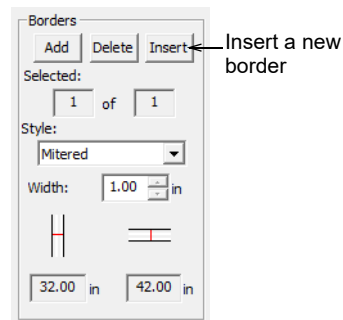 Borders
Add Delete Insert
Insert a new
border
Selected:
1 of 1
Style:
Mitered
Width: 1.00 in
32.00 in 42.00 in